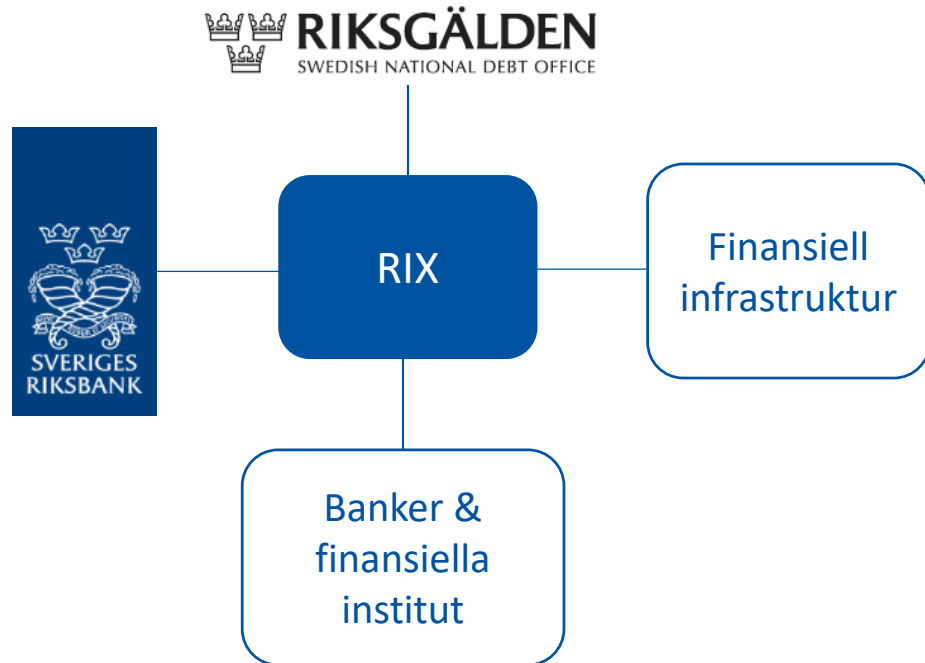 RIKSGÄLDEN
SWEDISH NATIONAL DEBT OFFICE
SVERIGES
RIKSBANK
RIX
Finansiell
infrastruktur
Banker &
finansiella
institut